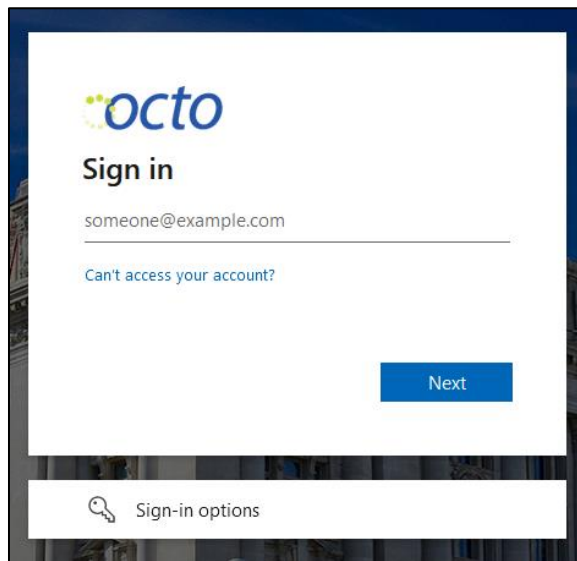 octo
Sign in
someone@example.com
Can't access your account?
Next
Sign-in options